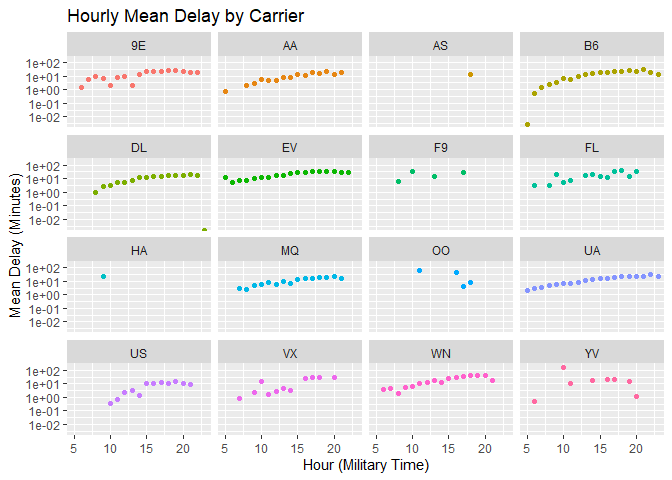 Hourly Mean Delay by Carrier
9E AA AS B6
1e+02
1e+01
1e+00
1e-01
1e-02
DL EV F9 FL
1e+02
1e+01
1e+00
1e-01
1e-02
Mean Delay (Minutes)
HA MQ OO UA
1e+02
1e+01
1e+00
1e-01
1e-02
US VX WN YV
1e+02
1e+01
1e+00
1e-01
1e-02
5 10 15 20 5 10 15 20 5 10 15 20 5 10 15 20
Hour (Military Time)